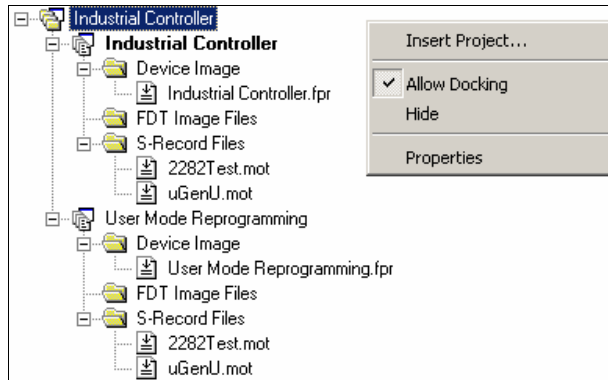 Industrial Controller
Industrial Controller
Device Image
Industrial Controller.fpr
FDT Image Files
S-Record Files
2282Test.mot
uGenU.mot
User Mode Reprogramming
Device Image
User Mode Reprogramming.fpr
FDT Image Files
S-Record Files
2282Test.mot
uGenU.mot
Insert Project...
Allow Docking
Hide
Properties